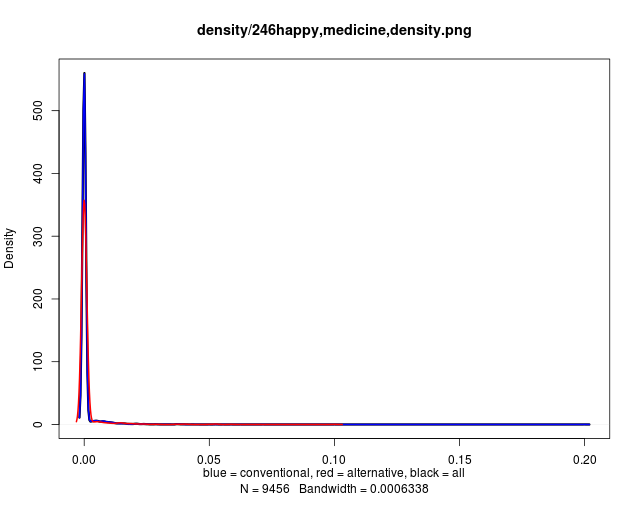 density/246happy,medicine,density.png
Density
500
400
300
200
100
0
0.00 0.05 0.10 0.15 0.20
blue = conventional, red = alternative, black = all
N = 9456 Bandwidth = 0.0006338